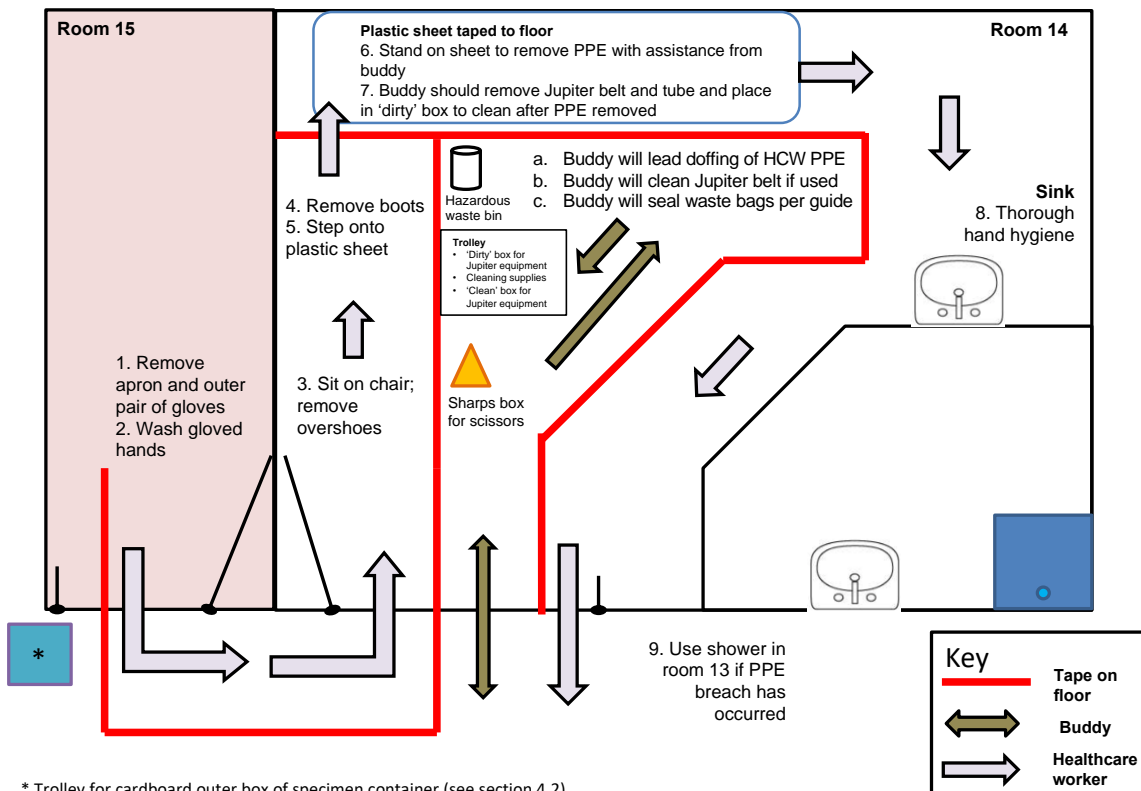 Room 15
Plastic sheet taped to floor
6. Stand on sheet to remove PPE with assistance from
buddy
7. Buddy should remove Jupiter belt and tube and place
in ‘dirty’ box to clean after PPE removed
Room 14
a. Buddy will lead doffing of HCW PPE
b. Buddy will clean Jupiter belt if used
c. Buddy will seal waste bags per guide
Hazardous
waste bin
4. Remove boots
5. Step onto
plastic sheet
Trolley
• ‘Dirty’ box for
Jupiter equipment
• Cleaning supplies
• ‘Clean’ box for
Jupiter equipment
Sink
8. Thorough
hand hygiene
1. Remove
apron and outer
pair of gloves
2. Wash gloved
hands
3. Sit on chair;
remove
overshoes
Sharps box
for scissors
*
9. Use shower in
room 13 if PPE
breach has
occurred
Key
Tape on
floor
Buddy
Healthcare
worker
* Trolley for cardboard outer box of specimen container (see section 4.2)